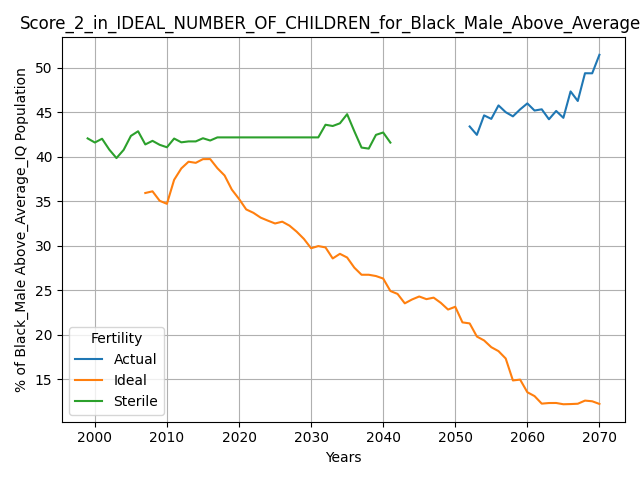 Score_2_in_IDEAL_NUMBER_OF_CHILDREN_for_Black_Male_Above_Average
% of Black_Male Above_Average_IQ Population
50
45
40
35
30
25
20
15
Fertility
Actual
Ideal
Sterile
2000 2010 2020 2030 2040 2050 2060 2070
Years